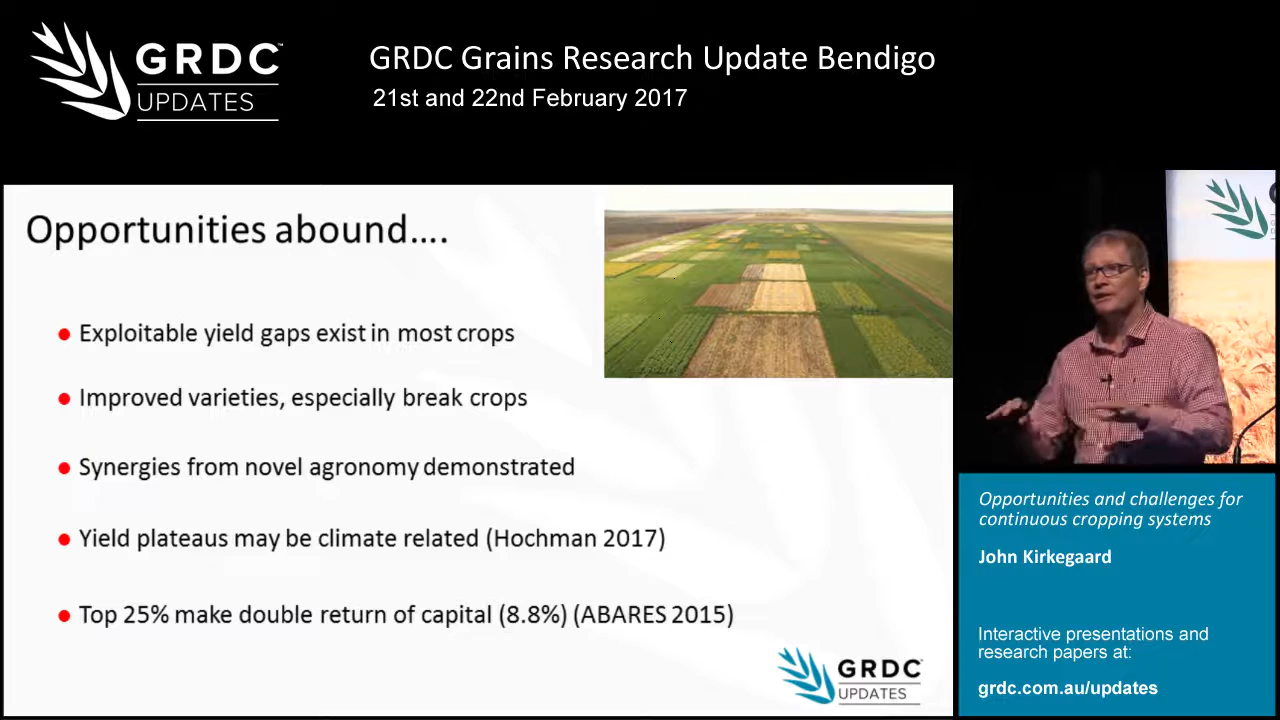 GRDC™
UPDATES
GRDC Grains Research Update Bendigo
21st and 22nd February 2017
Opportunities abound....
Exploitable yield gaps exist in most crops
Improved varieties, especially break crops
Synergies from novel agronomy demonstrated
Yield plateaus may be climate related (Hochman 2017)
Top 25% make double return of capital (8.8%) (ABARES 2015)
GRDC™
UPDATES
Opportunities and challenges for
continuous cropping systems
John Kirkegaard
Interactive presentations and
research papers at:
grdc.com.au/updates